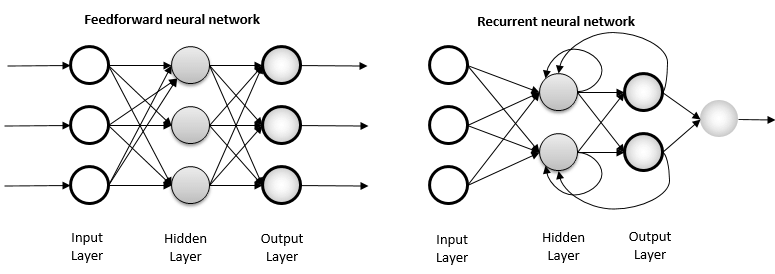 Feedforward neural network
Recurrent neural network
Input
Layer
Hidden
Layer
Output
Layer
Input
Layer
Hidden
Layer
Output
Layer